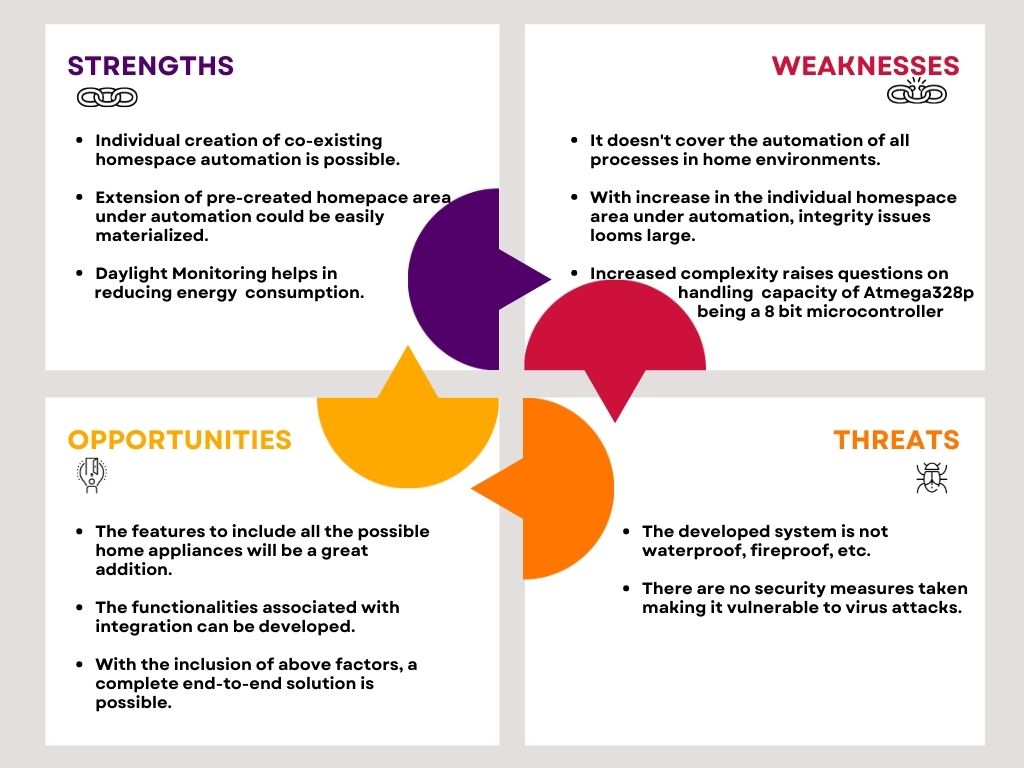 STRENGTHS
• Individual creation of co-existing
homespace automation is possible.
• Extension of pre-created homepace area
under automation could be easily
materialized.
• Daylight Monitoring helps in
reducing energy  consumption.
WEAKNESSES
• It doesn't cover the automation of all
processes in home environments.
• With increase in the individual homespace
area under automation, integrity issues
looms large.
• Increased complexity raises questions on
handling  capacity of Atmega328p
being a 8 bit microcontroller
OPPORTUNITIES
• The features to include all the possible
home appliances will be a great
addition.
• The functionalities associated with
integration can be developed.
• With the inclusion of above factors, a
complete end-to-end solution is
possible.
THREATS
• The developed system is not
waterproof, fireproof, etc.
• There are no security measures taken
making it vulnerable to virus attacks.